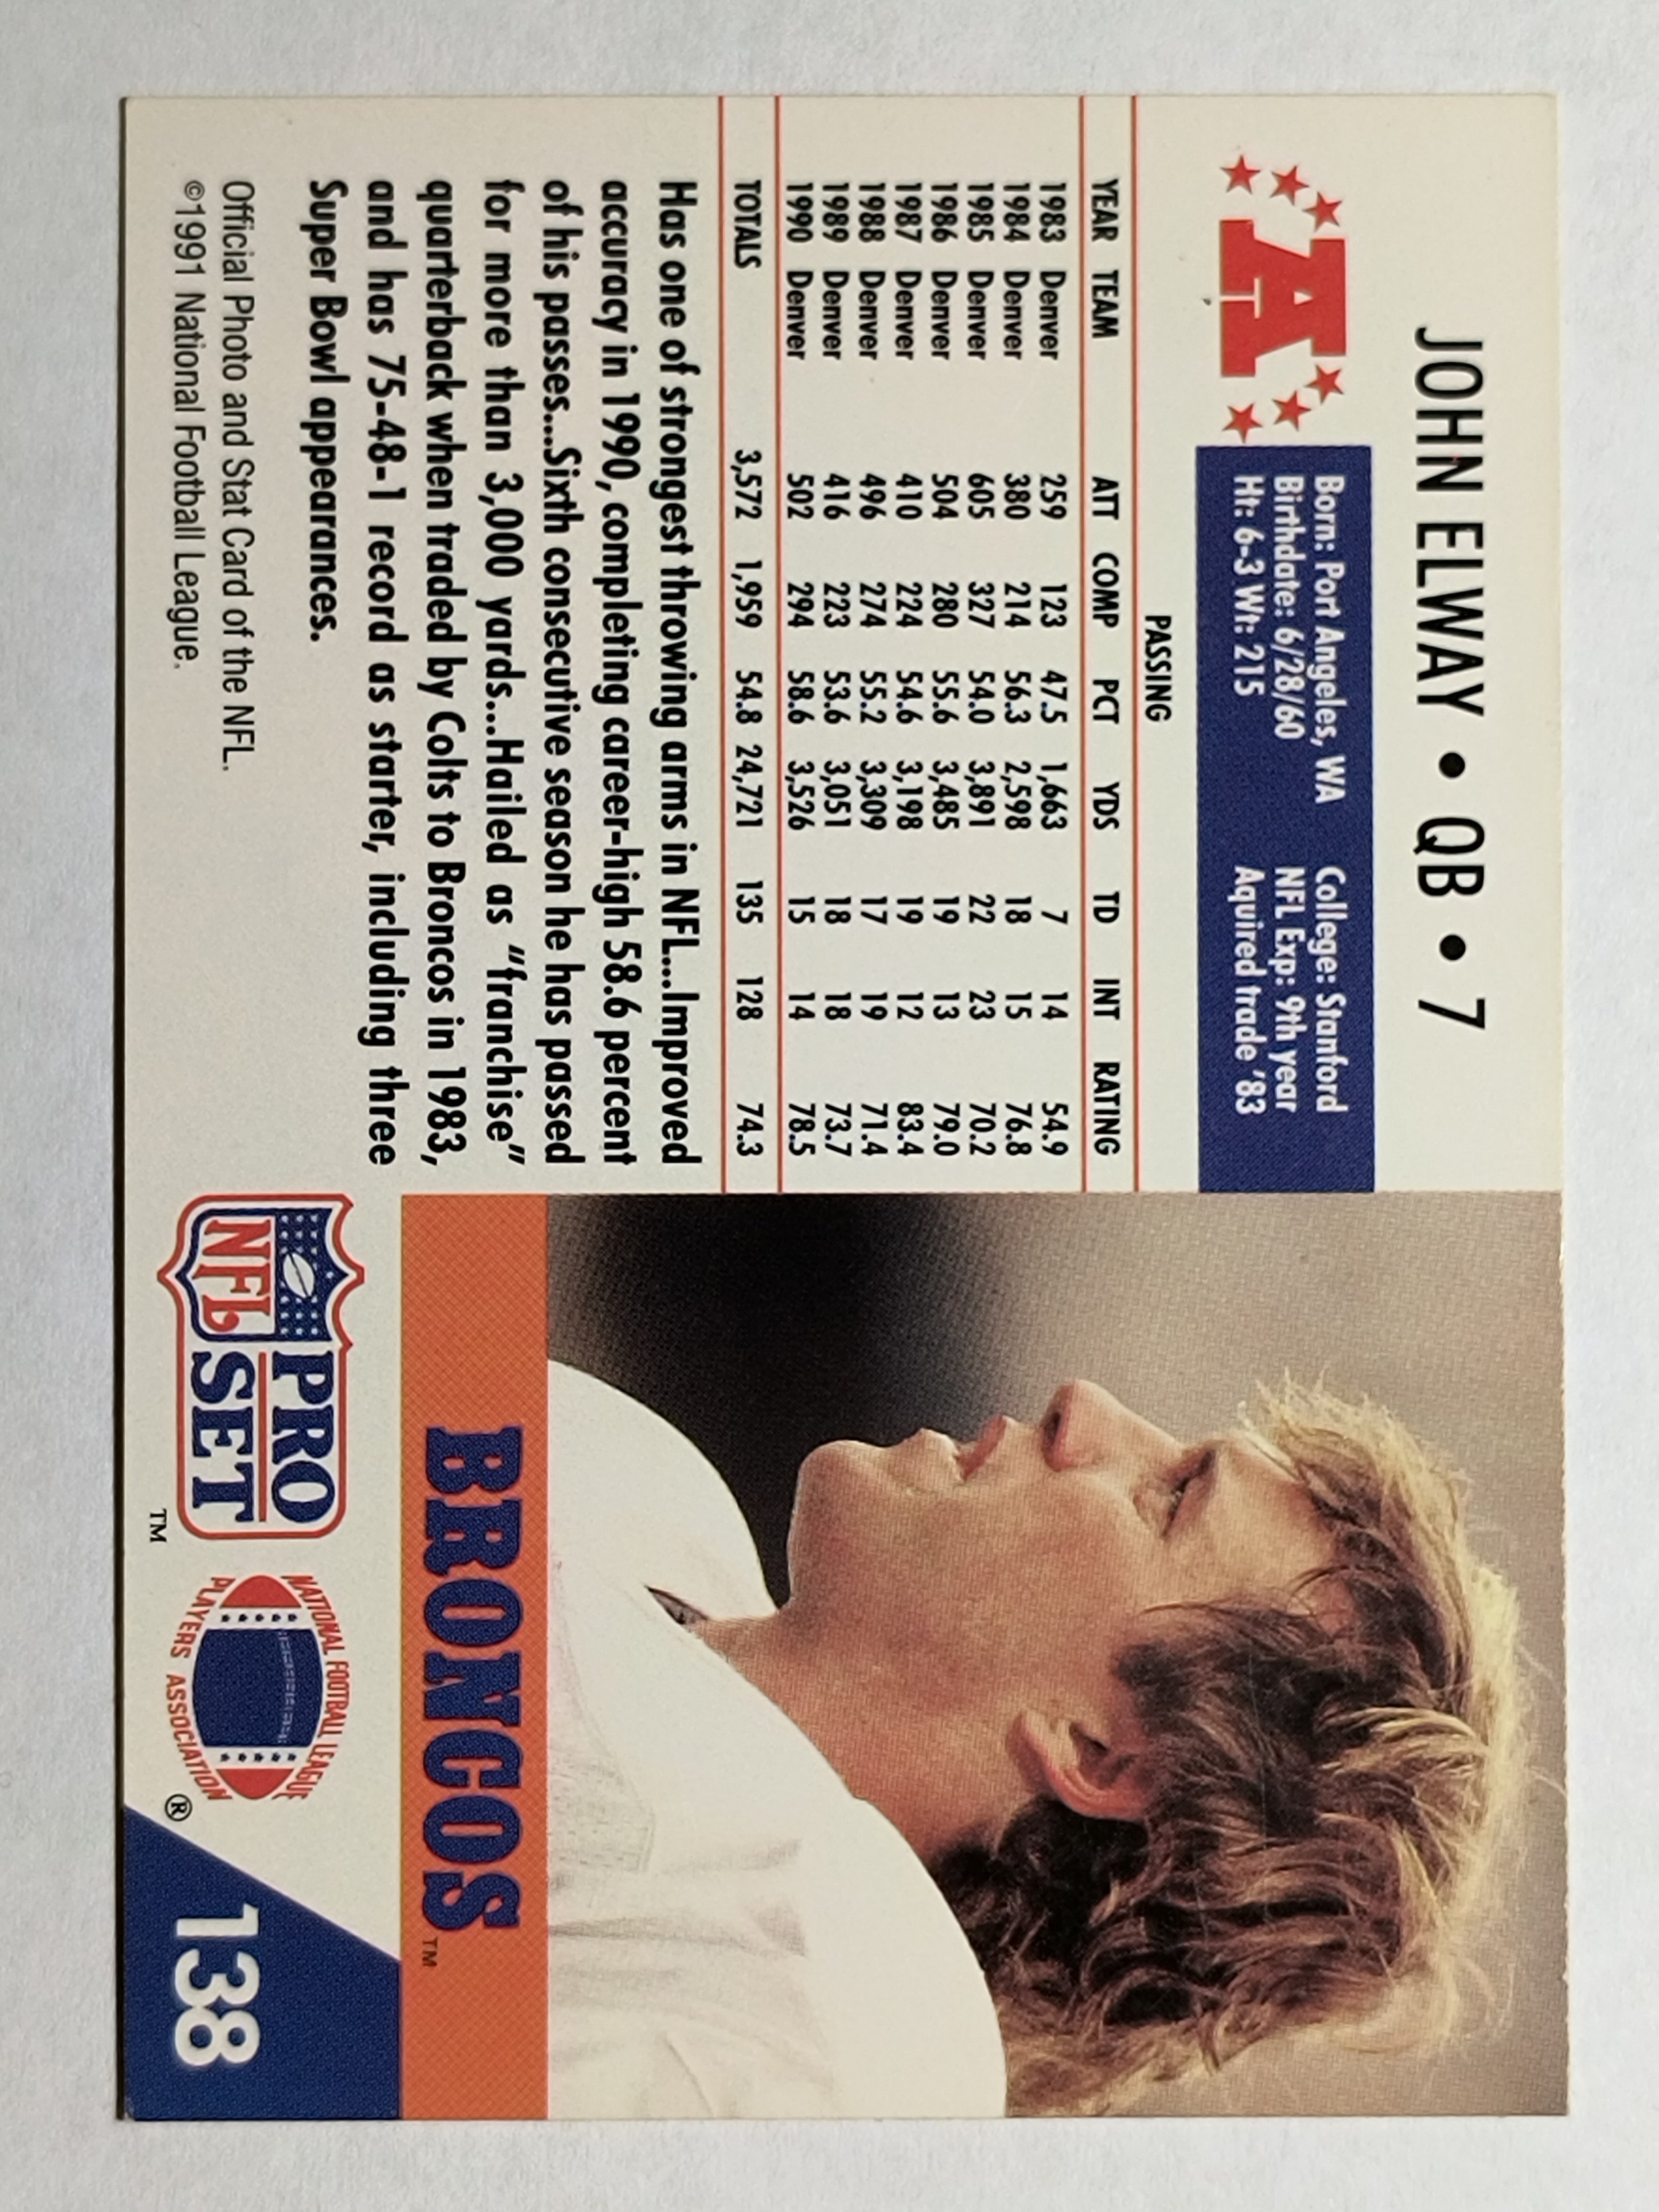 JOHN ELWAY • QB • 7
A
Born: Port Angeles, WA College: Stanford
Birthdate: 6/28/60 NFL Exp: 9th year
Ht: 6-3 Wt: 215 Aquired trade '83
PASSING
YEAR TEAM ATT COMP PCT YDS TD INT RATING
1983 Denver 259 123 47.5 1,663 7 14 54.9
1984 Denver 380 214 56.3 2,598 18 15 76.8
1985 Denver 605 327 54.0 3,891 22 23 70.2
1986 Denver 504 280 55.6 3,485 19 13 79.0
1987 Denver 410 224 54.6 3,198 19 12 83.4
1988 Denver 496 274 55.2 3,309 17 19 71.4
1989 Denver 416 223 53.6 3,051 18 18 73.7
1990 Denver 502 294 58.6 3,526 15 14 78.5
TOTALS 3,572 1,959 54.8 24,721 135 128 74.3
Has one of strongest throwing arms in NFL...Improved
accuracy in 1990, completing career-high 58.6 percent
of his passes...Sixth consecutive season he has passed
for more than 3,000 yards...Hailed as "franchise"
quarterback when traded by Colts to Broncos in 1983,
and has 75-48-1 record as starter, including three
Super Bowl appearances.
Official Photo and Stat Card of the NFL.
©1991 National Football League.
BRONCOS™
NFL
PRO
SET
™
NATIONAL FOOTBALL LEAGUE
PLAYERS ASSOCIATION
®
138